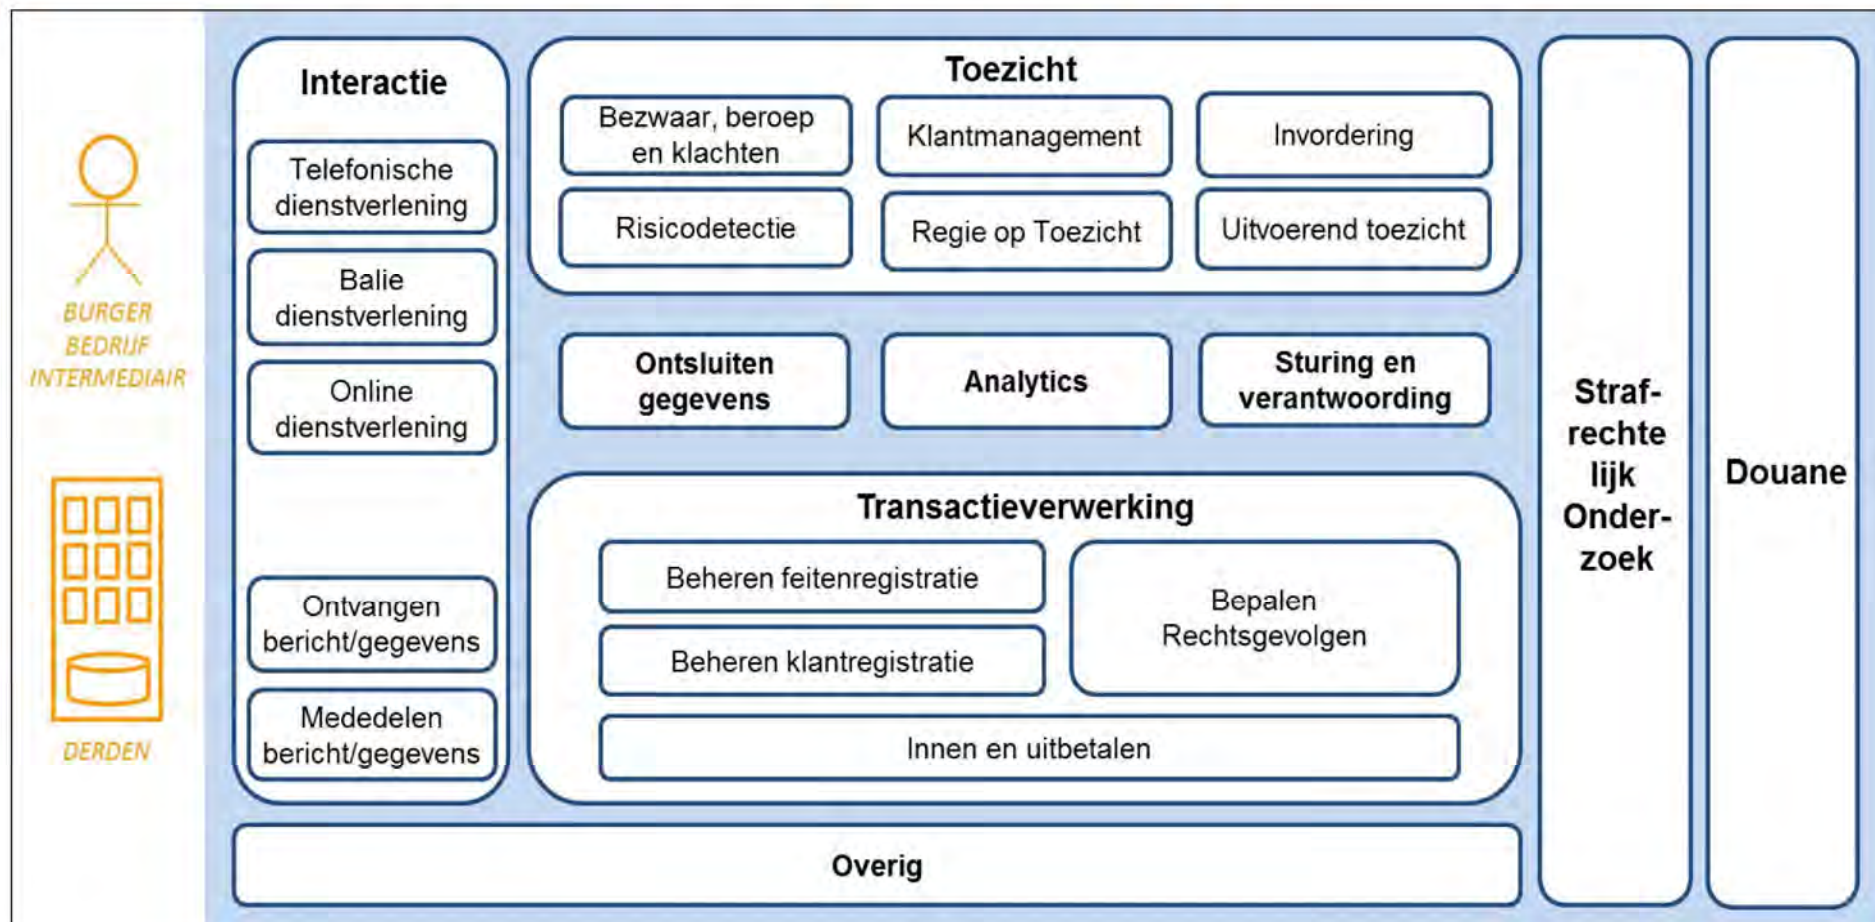 BURGER
BEDRIJF
INTERMEDIAIR
DERDEN
Interactie
Telefonische
dienstverlening
Balie
dienstverlening
Online
dienstverlening
Ontvangen
bericht/gegevens
Mededelen
bericht/gegevens
Toezicht
Bezwaar, beroep
en klachten
Klantmanagement
Invordering
Risicodetectie
Regie op Toezicht
Uitvoerend toezicht
Ontsluiten
gegevens
Analytics
Sturing en
verantwoording
Transactieverwerking
Beheren feitenregistratie
Beheren klantregistratie
Bepalen
Rechtsgevolgen
Innen en uitbetalen
Overig
Straf-
rechte
lijk
Onder-
zoek
Douane